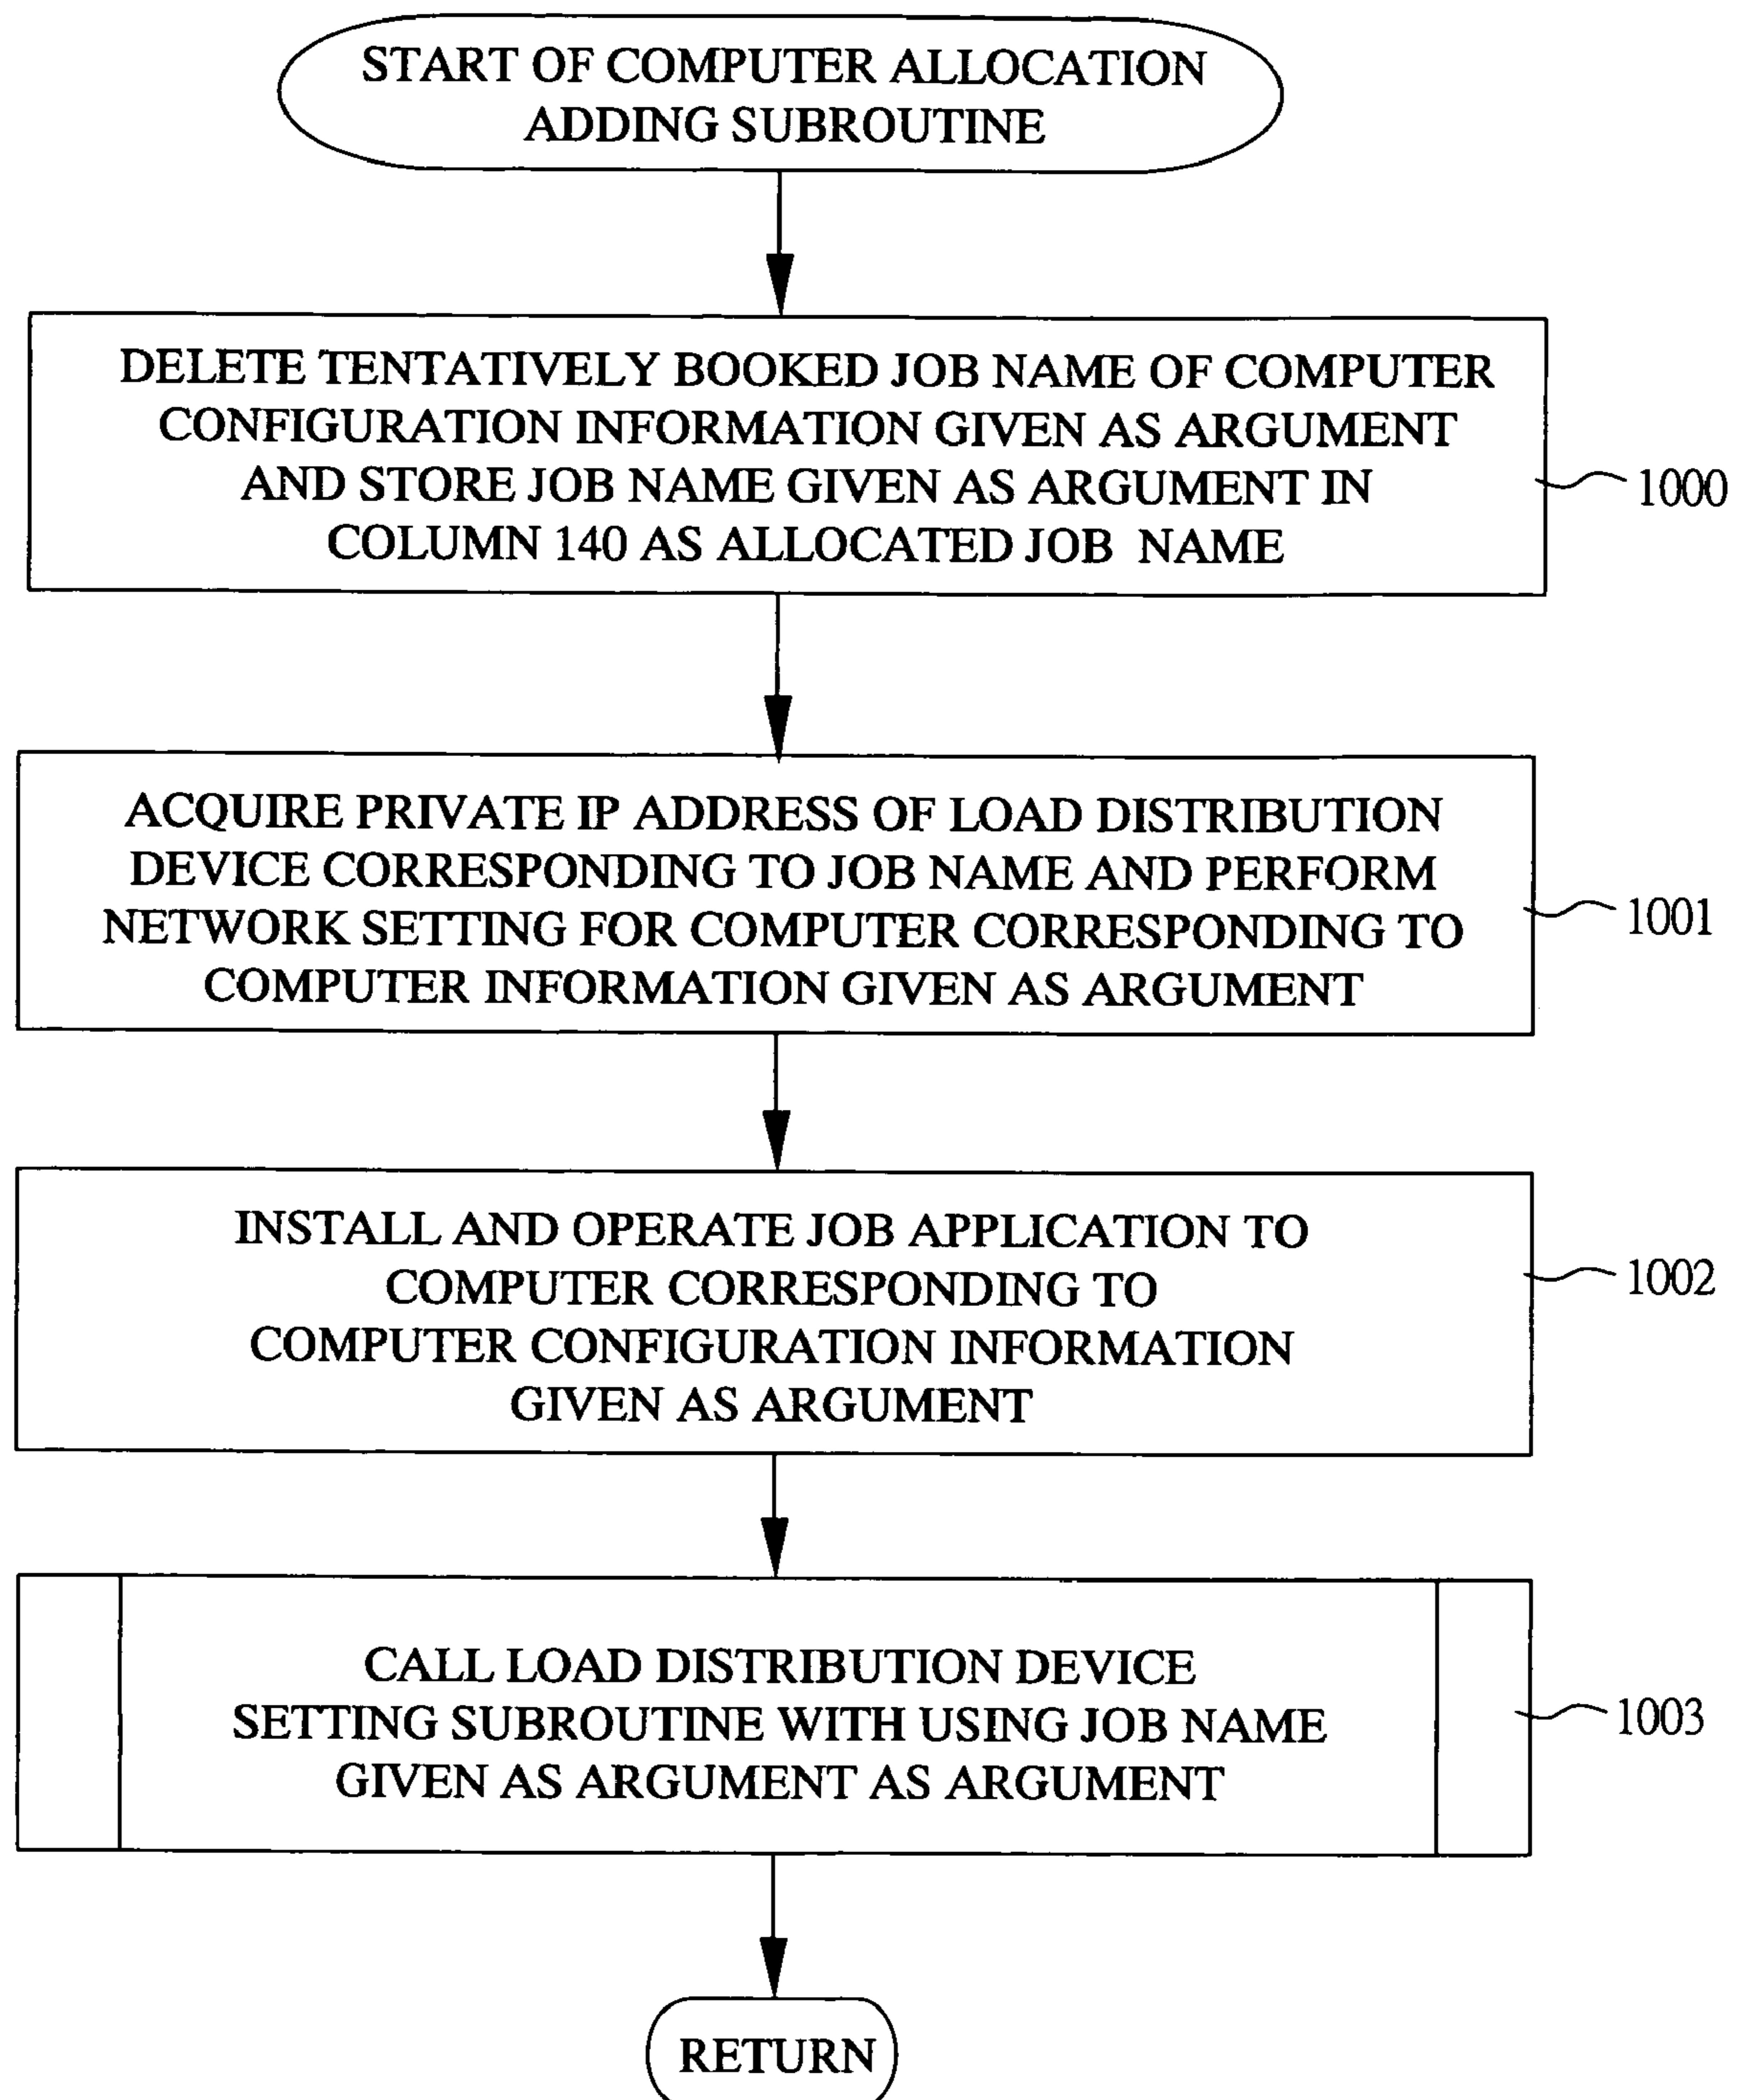 START OF COMPUTER ALLOCATION
ADDING SUBROUTINE
DELETE TENTATIVELY BOOKED JOB NAME OF COMPUTER
CONFIGURATION INFORMATION GIVEN AS ARGUMENT
AND STORE JOB NAME GIVEN AS ARGUMENT IN
COLUMN 140 AS ALLOCATED JOB NAME
1000
ACQUIRE PRIVATE IP ADDRESS OF LOAD DISTRIBUTION
DEVICE CORRESPONDING TO JOB NAME AND PERFORM
NETWORK SETTING FOR COMPUTER CORRESPONDING TO
COMPUTER INFORMATION GIVEN AS ARGUMENT
1001
INSTALL AND OPERATE JOB APPLICATION TO
COMPUTER CORRESPONDING TO
COMPUTER CONFIGURATION INFORMATION
GIVEN AS ARGUMENT
1002
CALL LOAD DISTRIBUTION DEVICE
SETTING SUBROUTINE WITH USING JOB NAME
GIVEN AS ARGUMENT AS ARGUMENT
1003
RETURN